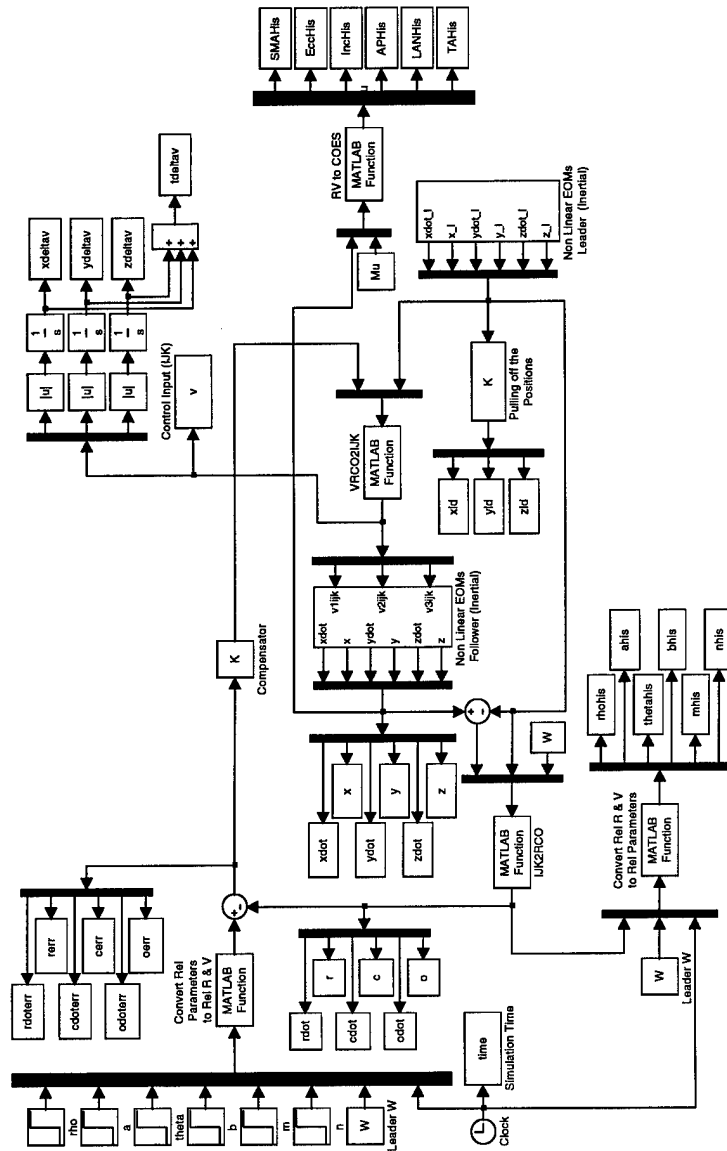 rho
a
theta
b
m
n
W
Leader W
Clock
time
Simulation Time
Convert Rel
Parameters
to Rel R & V
MATLAB
Function
+
-
rdoterr
rerr
cdoterr
cerr
odoterr
oerr
rdot
r
cdot
c
odot
o
K
Compensator
xdot
x
ydot
y
zdot
z
MATLAB
Function
IJK2RCO
W
+
-
W
Leader W
Convert Rel R & V
to Rel Parameters
MATLAB
Function
rhohis
ahis
thetahis
bhis
mhis
nhis
v1ijk
v2ijk
v3ijk
xdot
x
ydot
y
zdot
z
Non Linear EOMs
Follower (Inertial)
VRCO2IJK
MATLAB
Function
Control Input (IJK)
v
|u|
|u|
|u|
1
s
1
s
1
s
xdeltav
ydeltav
zdeltav
+
+
+
tdeltav
xld
yld
zld
K
Pulling off the
Positions
xdot_l
x_l
ydot_l
y_l
zdot_l
z_l
Non Linear EOMs
Leader (Inertial)
Mu
RV to COES
MATLAB
Function
u
SMAHis
EccHis
IncHis
APHis
LANHis
TAHis